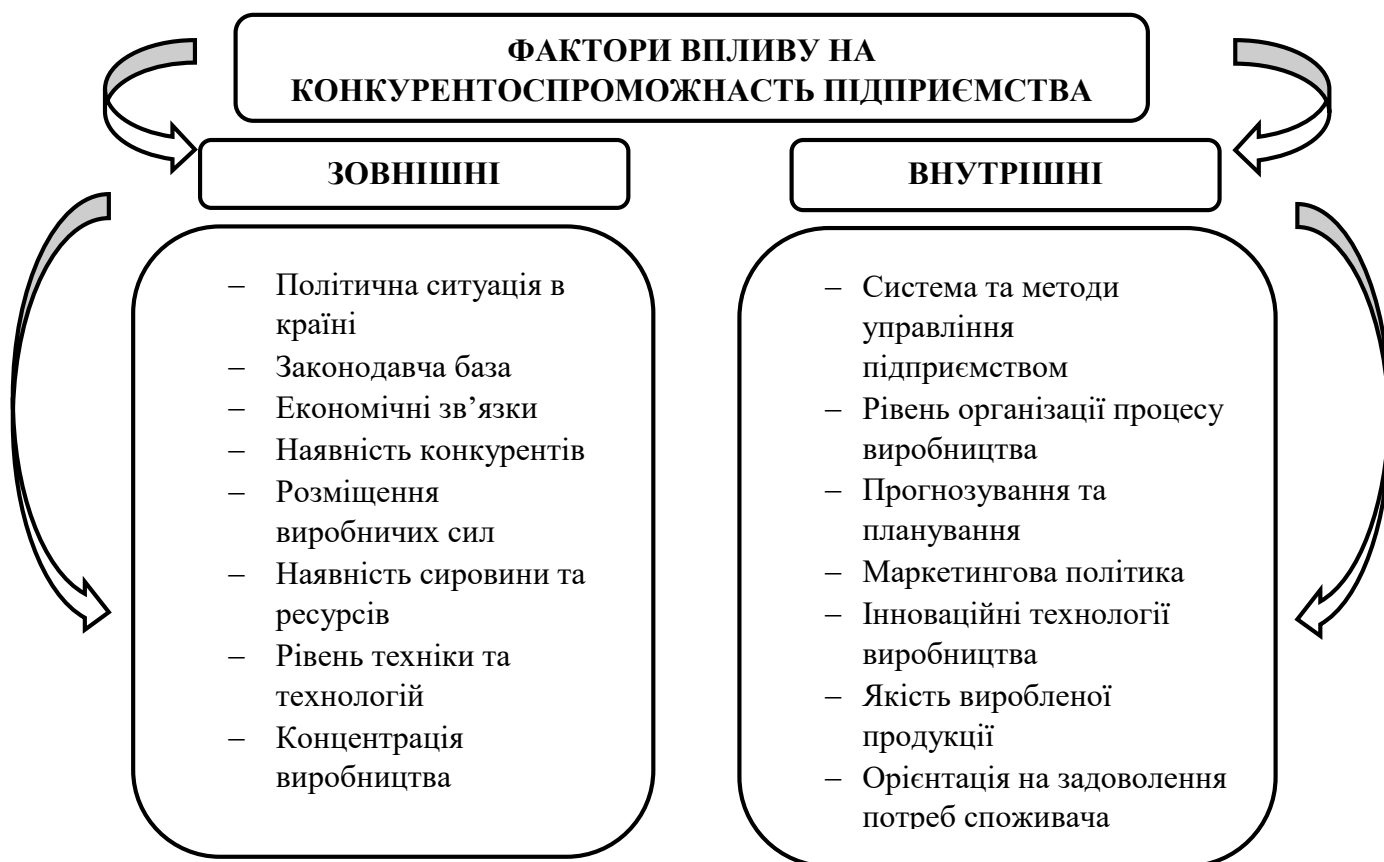 ФАКТОРИ ВПЛИВУ НА
КОНКУРЕНТОСПРОМОЖНАСТЬ ПІДПРИЄМСТВА
ЗОВНІШНІ
– Політична ситуація в
країні
– Законодавча база
– Економічні зв’язки
– Наявність конкурентів
– Розміщення
виробничих сил
– Наявність сировини та
ресурсів
– Рівень техніки та
технологій
– Концентрація
виробництва
ВНУТРІШНІ
– Система та методи
управління
підприємством
– Рівень організації процесу
виробництва
– Прогнозування та
планування
– Маркетингова політика
– Інноваційні технології
виробництва
– Якість виробленої
продукції
– Орієнтація на задоволення
потреб споживача